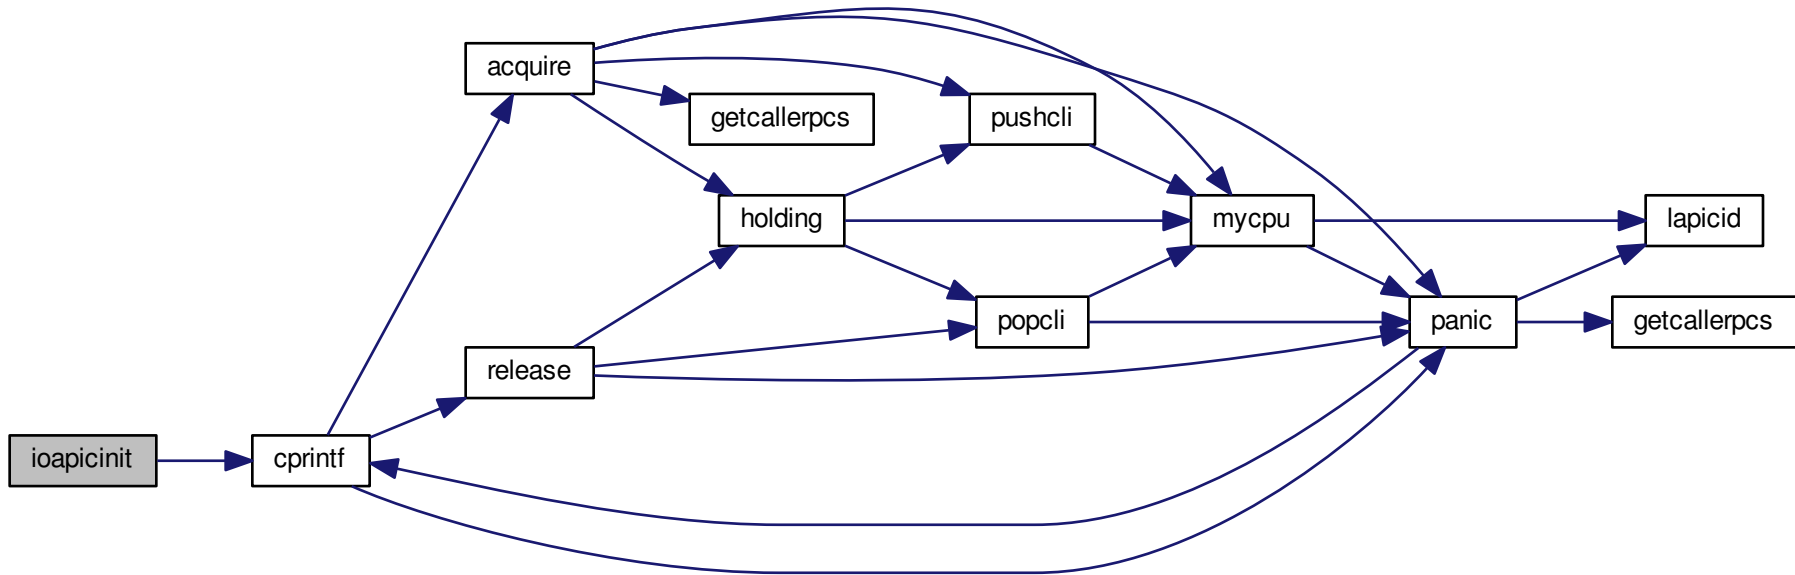 acquire
getcallerpcs
pushcli
holding
mycpu
lapicid
popcli
panic
getcallerpcs
release
ioapicinit
cprintf